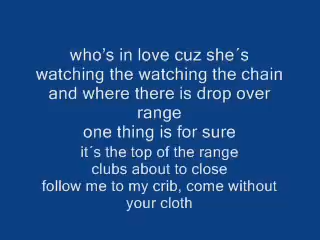 who’s in love cuz she´s
watching the watching the chain
and where there is drop over
range
one thing is for sure
it´s the top of the range
clubs about to close
follow me to my crib, come without
your cloth